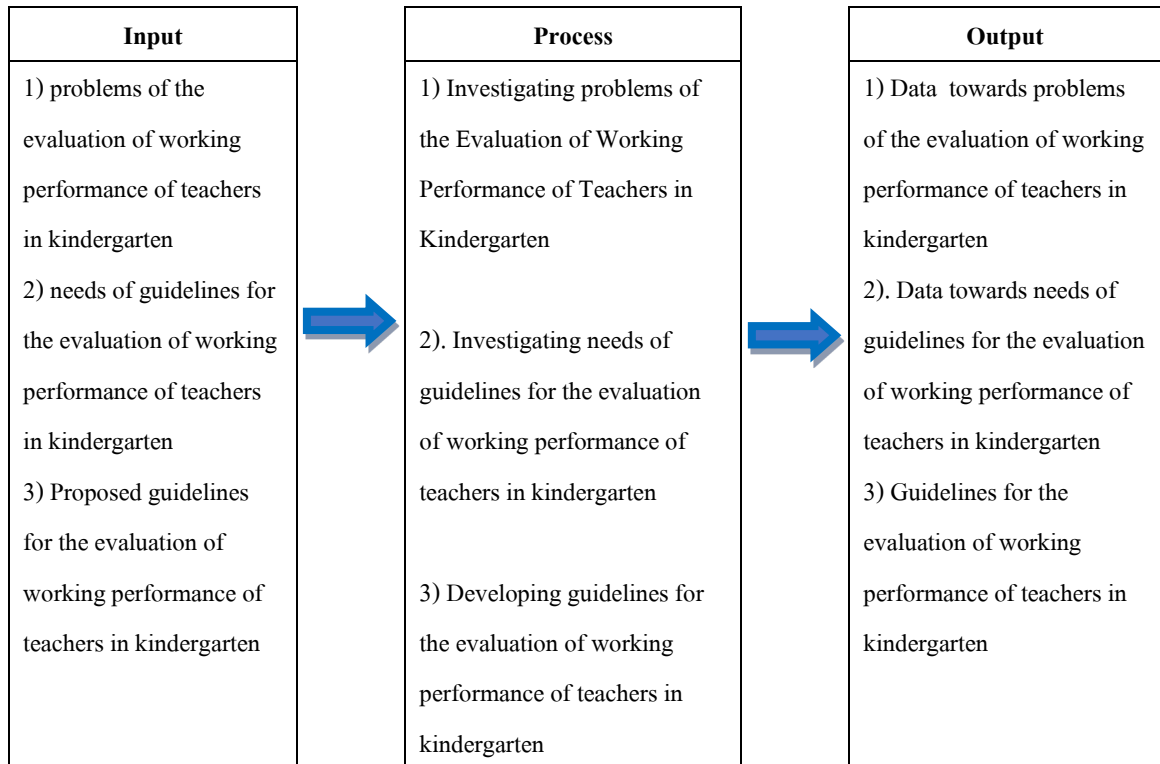 Input
1) problems of the
evaluation of working
performance of teachers
in kindergarten
2) needs of guidelines for
the evaluation of working
performance of teachers
in kindergarten
3) Proposed guidelines
for the evaluation of
working performance of
teachers in kindergarten
Process
1) Investigating problems of
the Evaluation of Working
Performance of Teachers in
Kindergarten
2). Investigating needs of
guidelines for the evaluation
of working performance of
teachers in kindergarten
3) Developing guidelines for
the evaluation of working
performance of teachers in
kindergarten
Output
1) Data towards problems
of the evaluation of working
performance of teachers in
kindergarten
2). Data towards needs of
guidelines for the evaluation
of working performance of
teachers in kindergarten
3) Guidelines for the
evaluation of working
performance of teachers in
kindergarten